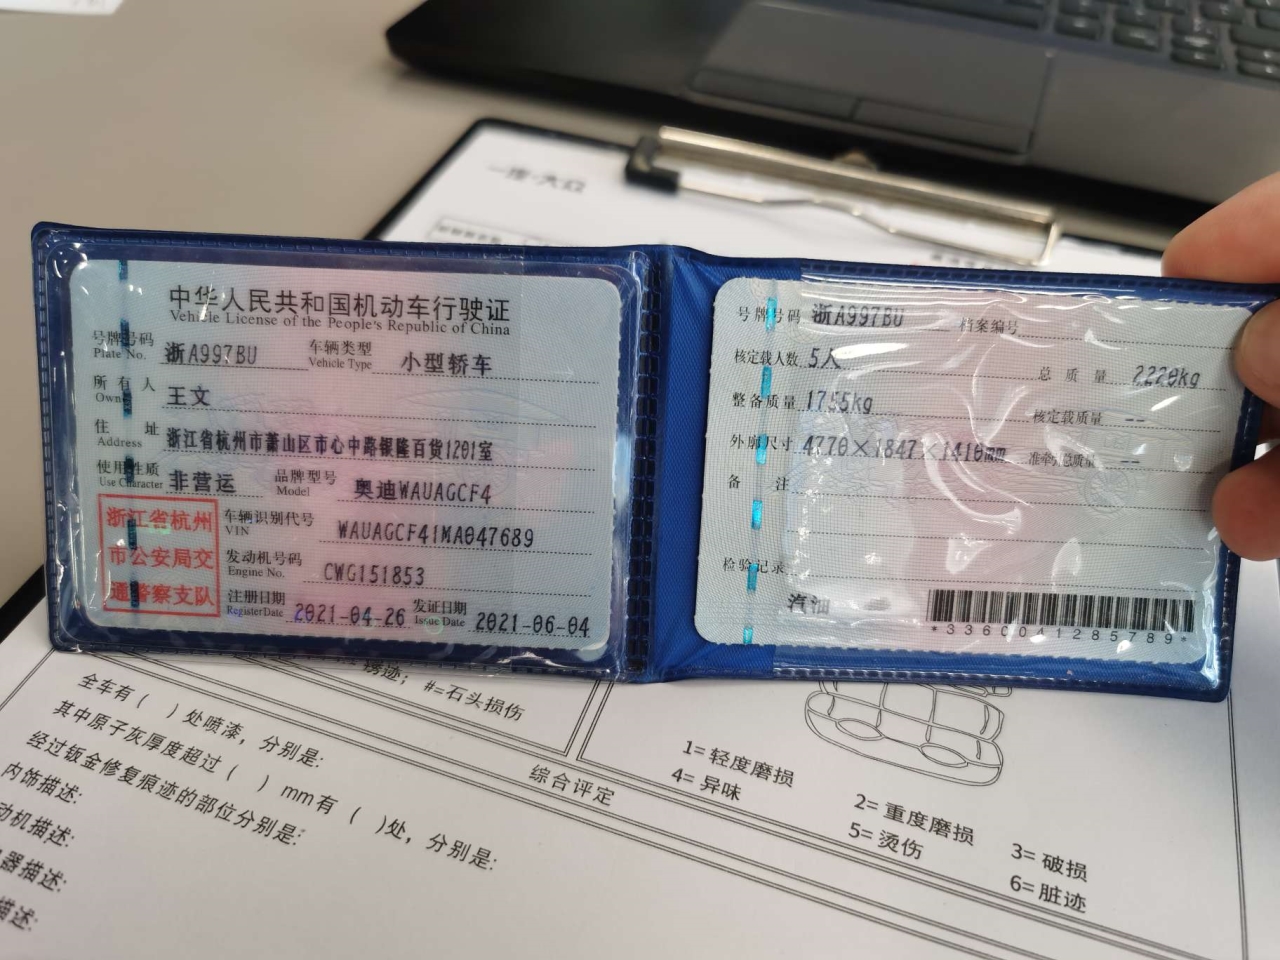 中华人民共和国机动车行驶证
Vehicle License of the People's Republic of China
号牌号码 浙A997BU 车辆类型 小型轿车
Plate No. Vehicle Type
所有人 王文
Owner
住址 浙江省杭州市萧山区市心中路银隆百货1201室
Address
使用性质 非营运 品牌型号 奥迪WAUAGCF4
Use Character Model
浙江省杭州
市公安局交
通警察支队
车辆识别代号 WAUAGCF41MA047689
VIN
发动机号码 CWG151853
Engine No.
注册日期 2021-04-26 发证日期 2021-06-04
Register Date Issue Date
号牌号码 浙A997BU 档案编号
核定载人数 5人 总质量 2220kg
整备质量 1755kg 核定载质量 --
外廓尺寸 4770×1847×1410mm 准牵总质量 --
备注
检验记录
汽油
*3360041285789*
#=石头损伤
全车有( )处喷漆，分别是:
其中原子灰厚度超过( )mm有( )处，分别是:
经过钣金修复痕迹的部位分别是:
内饰描述:
动机描述:
器描述:
描述:
综合评定
1=轻度磨损 2=重度磨损 3=破损
4=异味 5=烫伤 6=脏迹